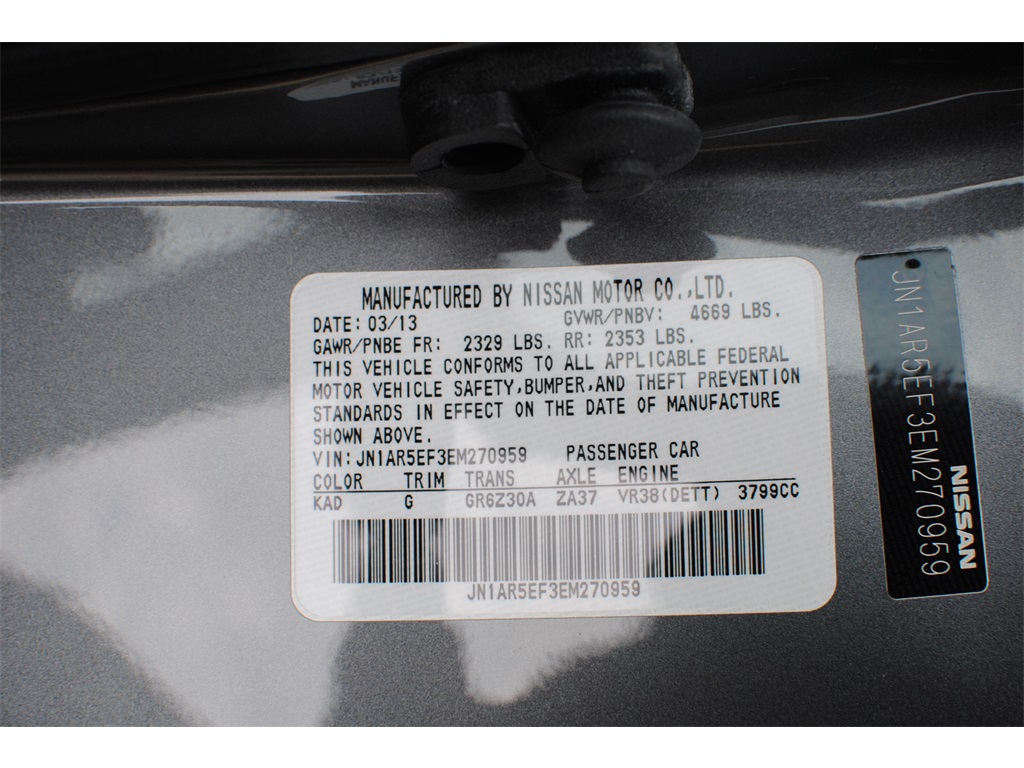 MANUFACTURED BY NISSAN MOTOR CO.,LTD.
DATE: 03/13 GVWR/PNBV: 4669 LBS.
GAWR/PNBE FR: 2329 LBS. RR: 2353 LBS.
THIS VEHICLE CONFORMS TO ALL APPLICABLE FEDERAL
MOTOR VEHICLE SAFETY,BUMPER,AND THEFT PREVENTION
STANDARDS IN EFFECT ON THE DATE OF MANUFACTURE
SHOWN ABOVE.
VIN:JN1AR5EF3EM270959 PASSENGER CAR
COLOR TRIM TRANS AXLE ENGINE
KAD G GR6Z30A ZA37 VR38(DETT) 3799CC
JN1AR5EF3EM270959
JN1AR5EF3EM270959
NISSAN